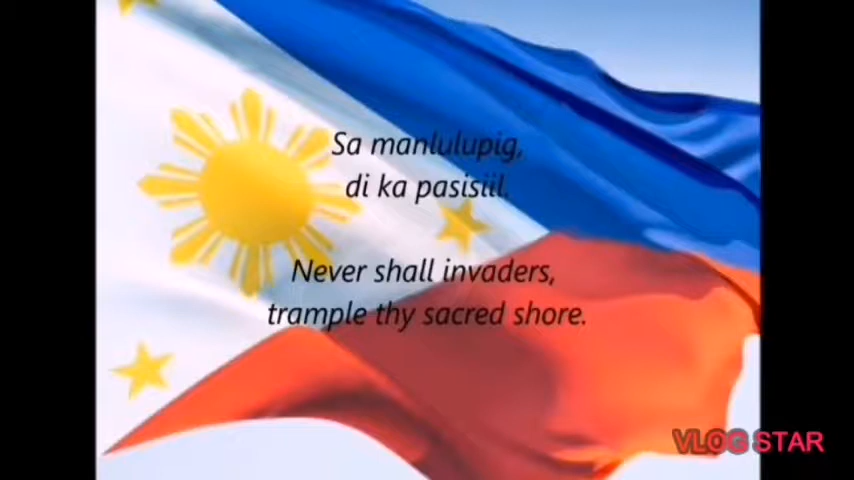 Sa manlulupig,
di ka pasisiil.
Never shall invaders,
trample thy sacred shore.
VLOG STAR